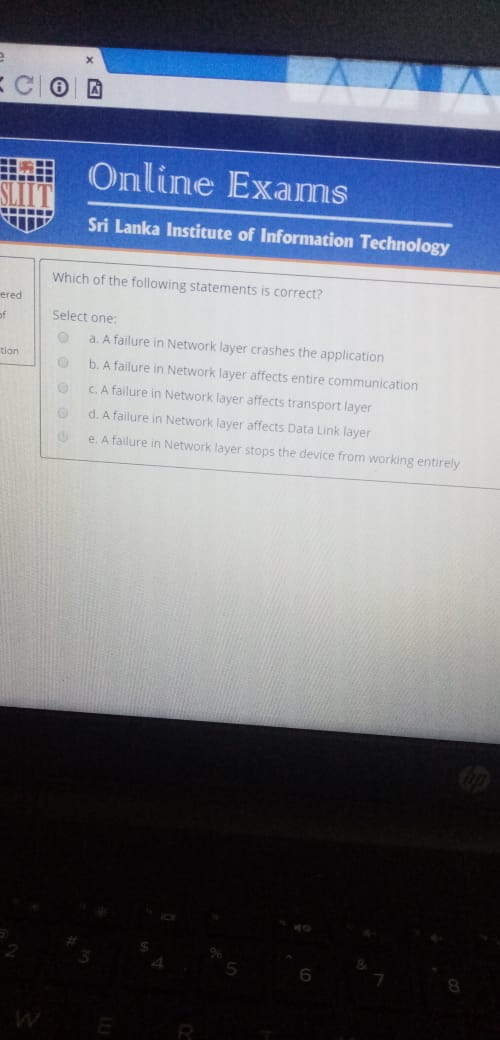 x
SLIIT
Online Exams
Sri Lanka Institute of Information Technology
ered
of
tion
Which of the following statements is correct?
Select one:
a. A failure in Network layer crashes the application
b. A failure in Network layer affects entire communication
c. A failure in Network layer affects transport layer
d. A failure in Network layer affects Data Link layer
e. A failure in Network layer stops the device from working entirely
hp
# $ % ^ & *
2 3 4 5 6 7 8
W E R